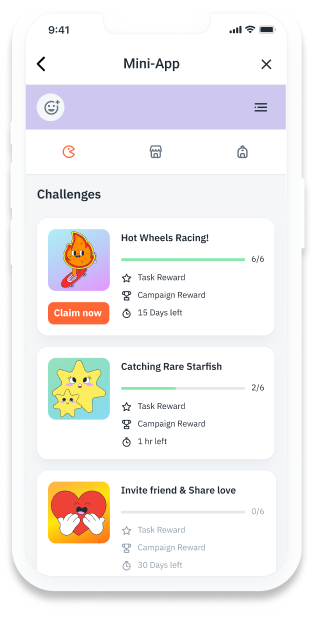 9:41
Mini-App
Challenges
Hot Wheels Racing!
6/6
Task Reward
Campaign Reward
15 Days left
Claim now
Catching Rare Starfish
2/6
Task Reward
Campaign Reward
1 hr left
Invite friend & Share love
0/6
Task Reward
Campaign Reward
30 Days left